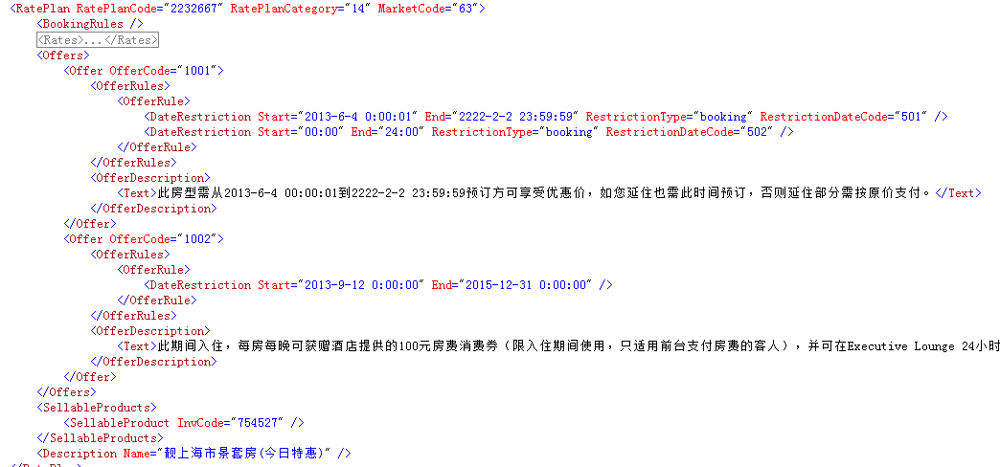 <RatePlan RatePlanCode="2232667" RatePlanCategory="14" MarketCode="63">
<BookingRules />
<Rates>...</Rates>
<Offers>
<Offer OfferCode="1001">
<OfferRules>
<OfferRule>
<DateRestriction Start="2013-6-4 0:00:01" End="2222-2-2 23:59:59" RestrictionType="booking" RestrictionDateCode="501" />
<DateRestriction Start="00:00" End="24:00" RestrictionType="booking" RestrictionDateCode="502" />
</OfferRule>
</OfferRules>
<OfferDescription>
<Text>此房型需从2013-6-4 00:00:01到2222-2-2 23:59:59预订方可享受优惠价，如您延住也需此时间预订，否则延住部分需按原价支付。</Text>
</OfferDescription>
</Offer>
<Offer OfferCode="1002">
<OfferRules>
<OfferRule>
<DateRestriction Start="2013-9-12 0:00:00" End="2015-12-31 0:00:00" />
</OfferRule>
</OfferRules>
<OfferDescription>
<Text>此期间入住，每房每晚可获赠酒店提供的100元房费消费券（限入住期间使用，只适用前台支付房费的客人），并可在Executive Lounge 24小时
</OfferDescription>
</Offer>
</Offers>
<SellableProducts>
<SellableProduct InvCode="754527" />
</SellableProducts>
<Description Name="靓上海市景套房(今日特惠)" />